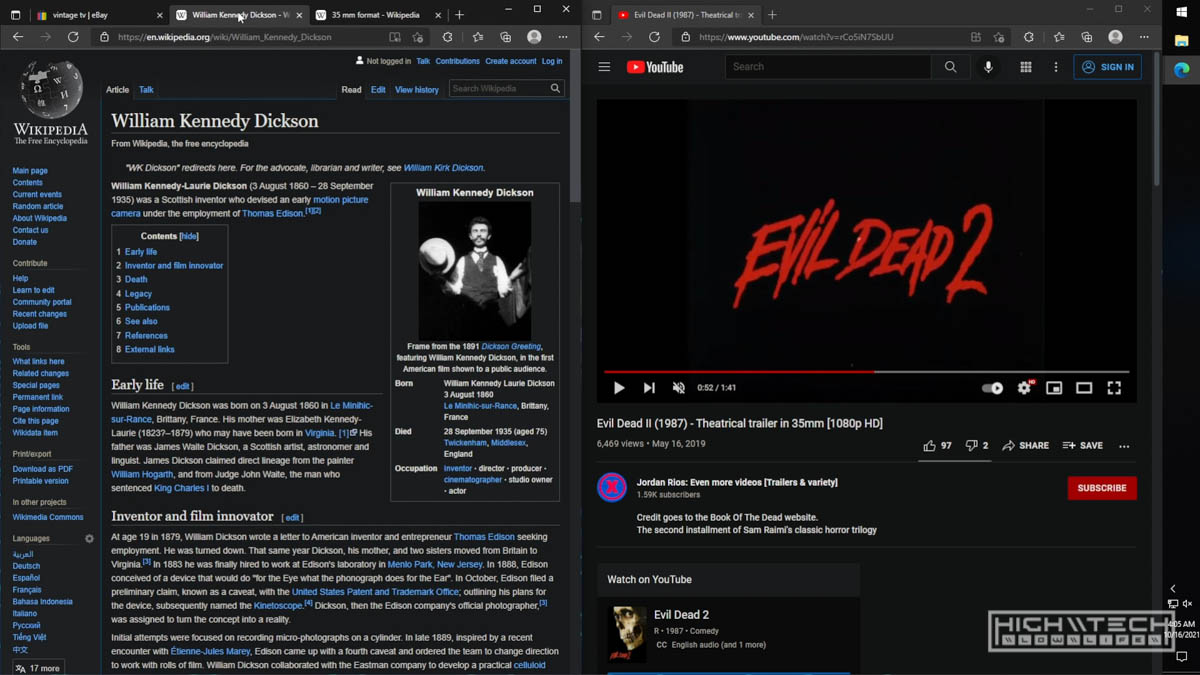 vintage tv | eBay
William Kennedy Dickson - W
35 mm format - Wikipedia
https://en.wikipedia.org/wiki/William_Kennedy_Dickson
Not logged in Talk Contributions Create account Log in
Article Talk
Read Edit View history
Search Wikipedia
WIKIPEDIA
The Free Encyclopedia
Main page
Contents
Current events
Random article
About Wikipedia
Contact us
Donate
Contribute
Help
Learn to edit
Community portal
Recent changes
Upload file
Tools
What links here
Related changes
Special pages
Permanent link
Page information
Cite this page
Wikidata item
Print/export
Download as PDF
Printable version
In other projects
Wikimedia Commons
Languages
العربية
Deutsch
Español
Français
Bahasa Indonesia
Italiano
Русский
Tiếng Việt
中文
17 more
William Kennedy Dickson
From Wikipedia, the free encyclopedia
"WK Dickson" redirects here. For the advocate, librarian and writer, see William Kirk Dickson.
William Kennedy-Laurie Dickson (3 August 1860 – 28 September
1935) was a Scottish inventor who devised an early motion picture
camera under the employment of Thomas Edison.[1][2]
Contents [hide]
1 Early life
2 Inventor and film innovator
3 Death
4 Legacy
5 Publications
6 See also
7 References
8 External links
William Kennedy Dickson
Frame from the 1891 Dickson Greeting,
featuring William Kennedy Dickson, in the first
American film shown to a public audience.
Born William Kennedy Laurie Dickson
3 August 1860
Le Minihic-sur-Rance, Brittany,
France
Died 28 September 1935 (aged 75)
Twickenham, Middlesex,
England
Occupation Inventor · director · producer ·
cinematographer · studio owner
· actor
Early life [ edit ]
William Kennedy Dickson was born on 3 August 1860 in Le Minihic-
sur-Rance, Brittany, France. His mother was Elizabeth Kennedy-
Laurie (1823?–1879) who may have been born in Virginia. [1] His
father was James Waite Dickson, a Scottish artist, astronomer and
linguist. James Dickson claimed direct lineage from the painter
William Hogarth, and from Judge John Waite, the man who
sentenced King Charles I to death.
Inventor and film innovator [ edit ]
At age 19 in 1879, William Dickson wrote a letter to American inventor and entrepreneur Thomas Edison seeking
employment. He was turned down. That same year Dickson, his mother, and two sisters moved from Britain to
Virginia.[3] In 1883 he was finally hired to work at Edison's laboratory in Menlo Park, New Jersey. In 1888, Edison
conceived of a device that would do "for the Eye what the phonograph does for the Ear". In October, Edison filed a
preliminary claim, known as a caveat, with the United States Patent and Trademark Office; outlining his plans for
the device, subsequently named the Kinetoscope.[4] Dickson, then the Edison company's official photographer,[3]
was assigned to turn the concept into a reality.
Initial attempts were focused on recording micro-photographs on a cylinder. In late 1889, inspired by a recent
encounter with Étienne-Jules Marey, Edison came up with a fourth caveat and ordered the team to change direction
to work with rolls of film. William Dickson collaborated with the Eastman company to develop a practical celluloid
Evil Dead II (1987) - Theatrical tr
https://www.youtube.com/watch?v=rCo5iN7SbUU
YouTube
Search
SIGN IN
EVIL DEAD 2
0:52 / 1:41
HD
Evil Dead II (1987) - Theatrical trailer in 35mm [1080p HD]
6,469 views • May 16, 2019
97 2 SHARE SAVE
Jordan Rios: Even more videos [Trailers & variety]
1.59K subscribers
SUBSCRIBE
Credit goes to the Book Of The Dead website.
The second installment of Sam Raimi's classic horror trilogy
Watch on YouTube
Evil Dead 2
R • 1987 • Comedy
CC English audio (and 1 more)
HIGH TECH
LOW LIFE
4:05 AM
10/16/2021